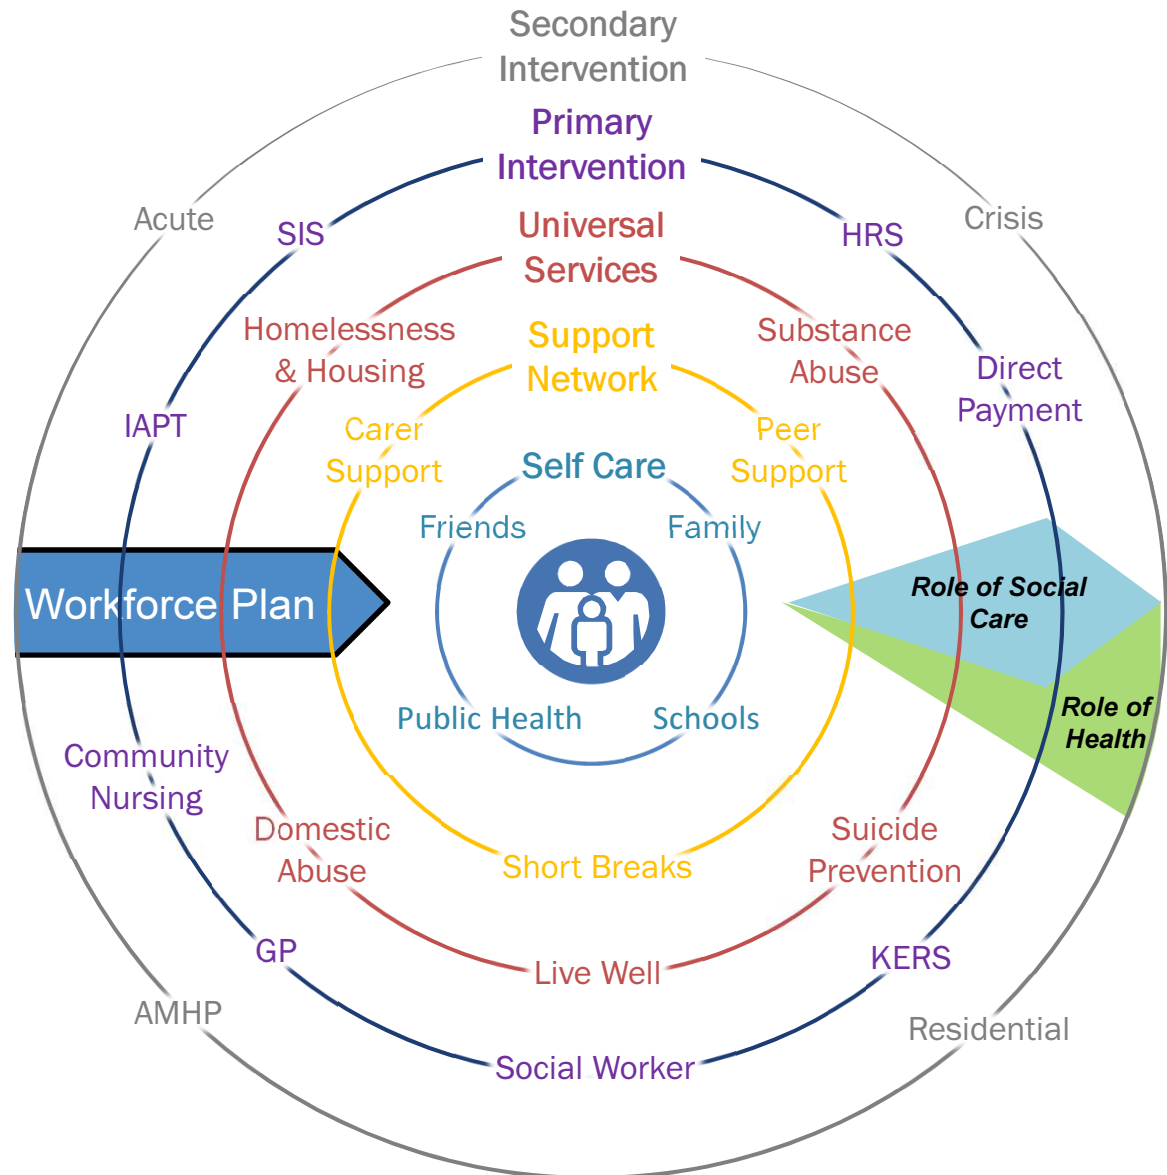 Secondary
Intervention
Primary
Intervention
Acute
Crisis
SIS
Universal
Services
HRS
Homelessness
& Housing
Support
Network
Substance
Abuse
Direct
Payment
IAPT
Carer
Support
Self Care
Peer
Support
Friends
Family
Workforce Plan
Role of Social
Care
Role of
Health
Public Health
Schools
Community
Nursing
Domestic
Abuse
Short Breaks
Suicide
Prevention
GP
Live Well
KERS
AMHP
Residential
Social Worker